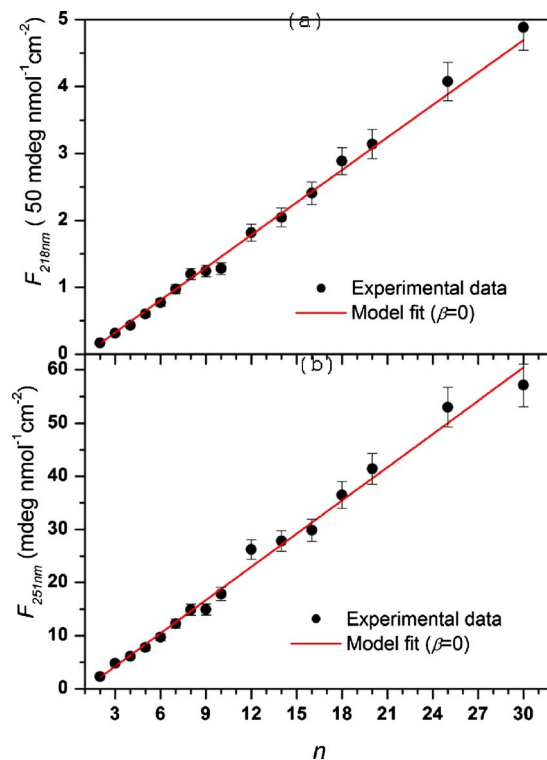 (a)
5
4
3
2
1
0
F218nm ( 50 mdeg nmol-1cm-2)
Experimental data
Model fit (β=0)
(b)
60
50
40
30
20
10
0
F251nm (mdeg nmol-1cm-2)
Experimental data
Model fit (β=0)
3 6 9 12 15 18 21 24 27 30
n